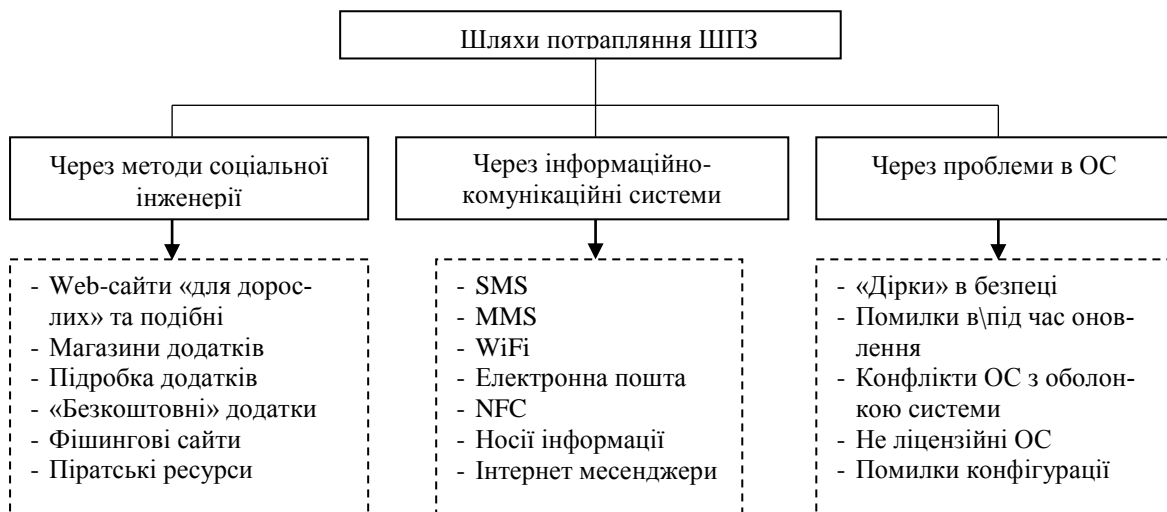 Шляхи потрапляння ШПЗ
Через методи соціальної
інженерії
- Web-сайти «для дорос-
лих» та подібні
- Магазини додатків
- Підробка додатків
- «Безкоштовні» додатки
- Фішингові сайти
- Піратські ресурси
Через інформаційно-
комунікаційні системи
- SMS
- MMS
- WiFi
- Електронна пошта
- NFC
- Носії інформації
- Інтернет месенджери
Через проблеми в ОС
- «Дірки» в безпеці
- Помилки в\під час онов-
лення
- Конфлікти ОС з оболон-
кою системи
- Не ліцензійні ОС
- Помилки конфігурації